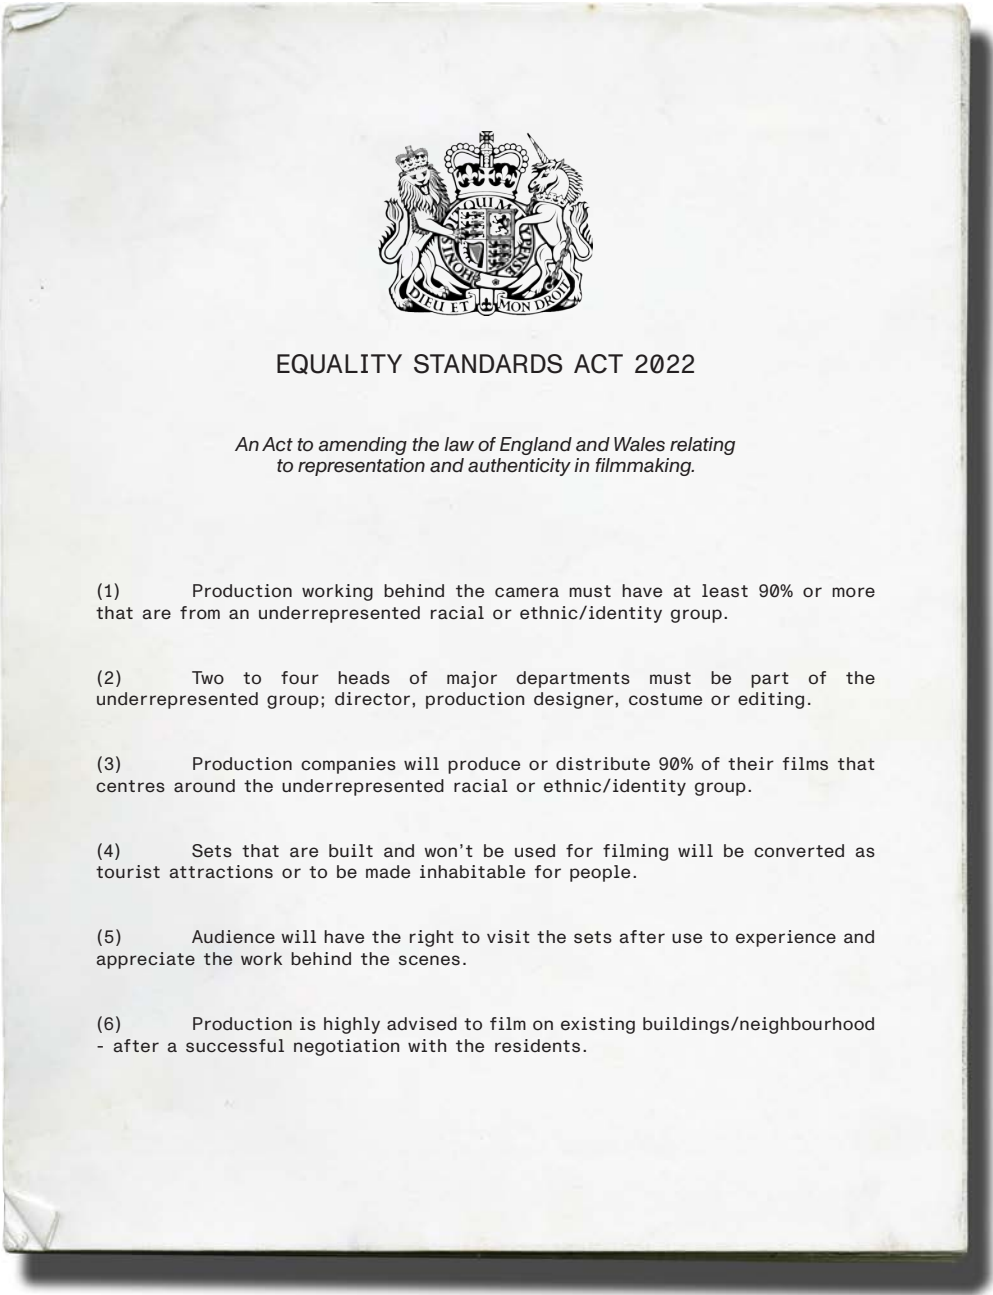 QUI M
HONI SOIT
PENSE
DIEU ET MON DROIT
EQUALITY STANDARDS ACT 2022
An Act to amending the law of England and Wales relating
to representation and authenticity in filmmaking.
(1) Production working behind the camera must have at least 90% or more
that are from an underrepresented racial or ethnic/identity group.
(2) Two to four heads of major departments must be part of the
underrepresented group; director, production designer, costume or editing.
(3) Production companies will produce or distribute 90% of their films that
centres around the underrepresented racial or ethnic/identity group.
(4) Sets that are built and won't be used for filming will be converted as
tourist attractions or to be made inhabitable for people.
(5) Audience will have the right to visit the sets after use to experience and
appreciate the work behind the scenes.
(6) Production is highly advised to film on existing buildings/neighbourhood
- after a successful negotiation with the residents.